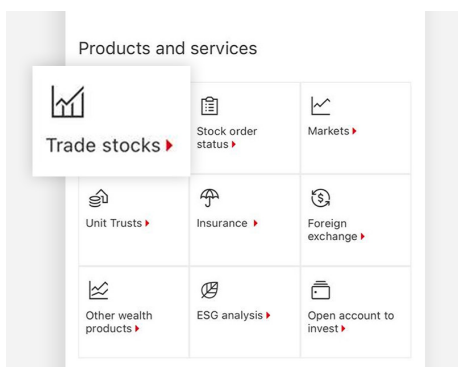 Products and services
Trade stocks
Stock order
status
Markets
Unit Trusts
Insurance
Foreign
exchange
Other wealth
products
ESG analysis
Open account to
invest